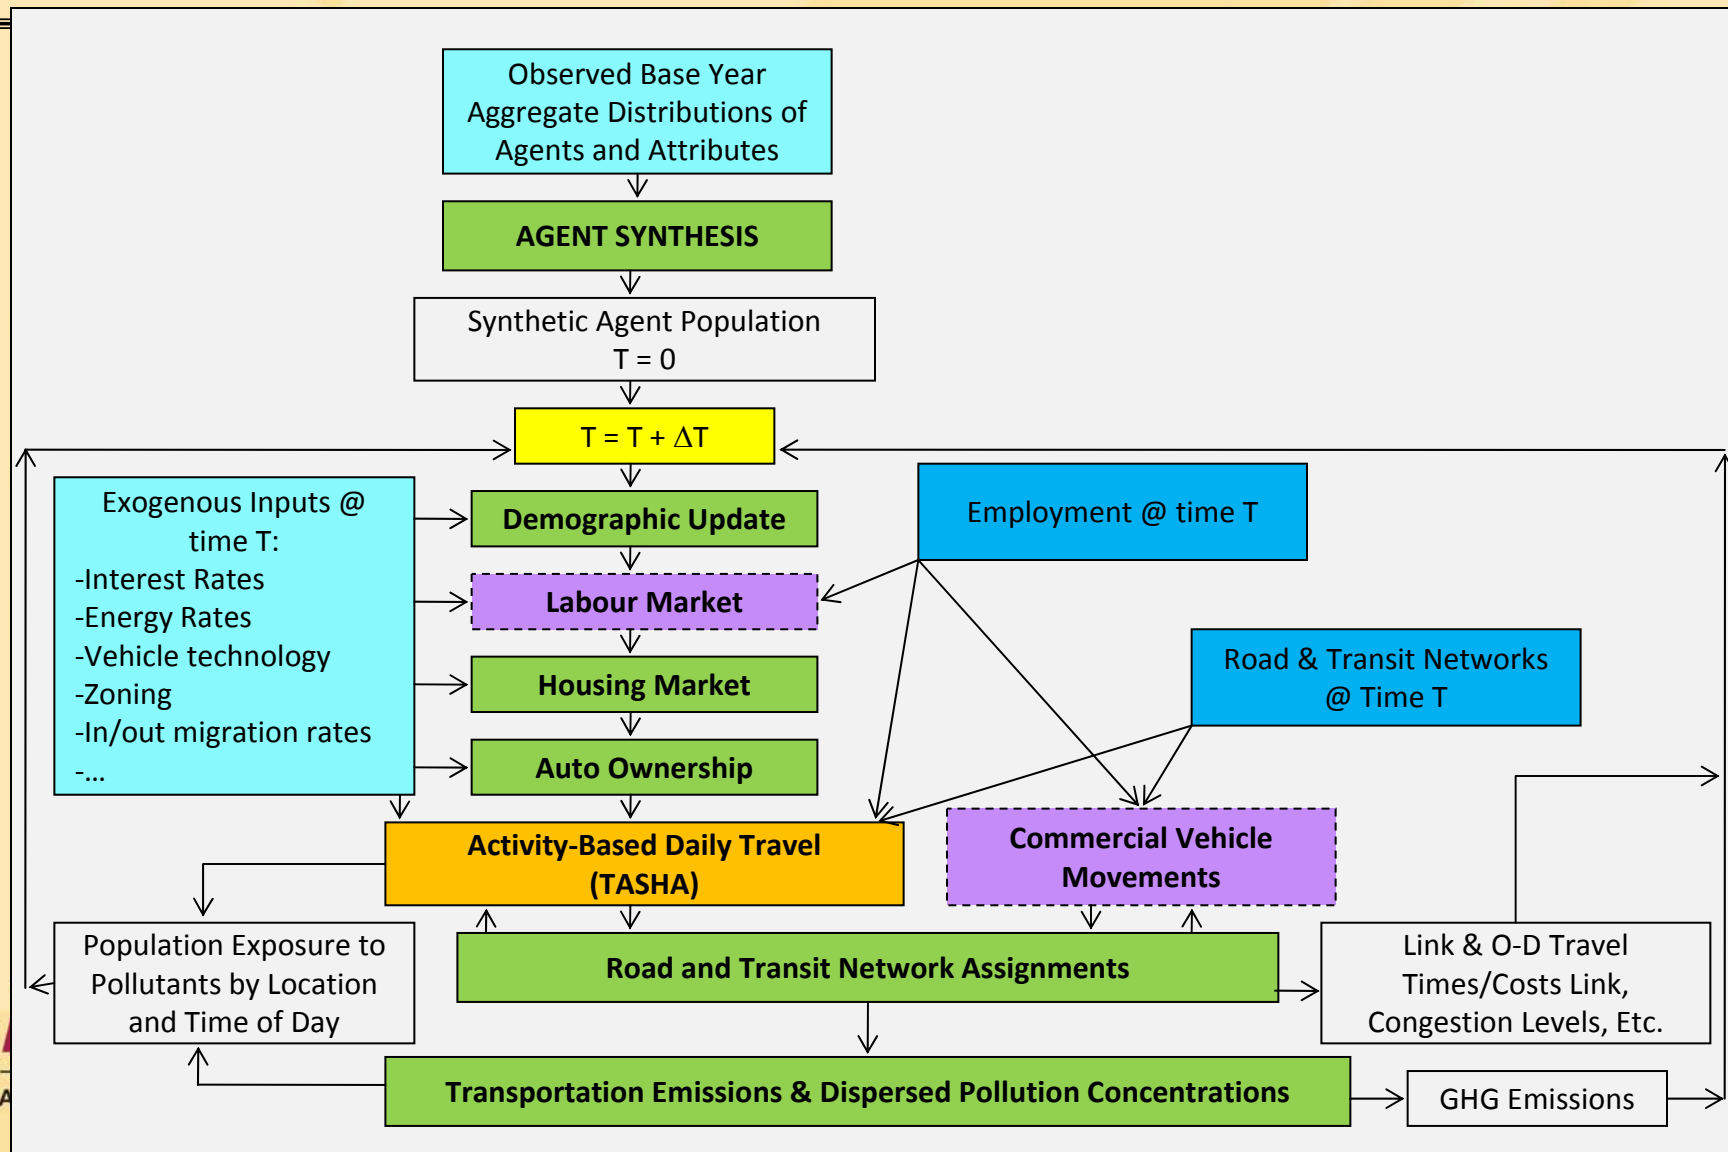 Observed Base Year
Aggregate Distributions of
Agents and Attributes
AGENT SYNTHESIS
Synthetic Agent Population
T = 0
T = T + ∆T
Exogenous Inputs @
time T:
-Interest Rates
-Energy Rates
-Vehicle technology
-Zoning
-In/out migration rates
-...
Demographic Update
Labour Market
Housing Market
Auto Ownership
Employment @ time T
Road & Transit Networks
@ Time T
Activity-Based Daily Travel
(TASHA)
Commercial Vehicle
Movements
Population Exposure to
Pollutants by Location
and Time of Day
Road and Transit Network Assignments
Link & O-D Travel
Times/Costs Link,
Congestion Levels, Etc.
Transportation Emissions & Dispersed Pollution Concentrations
GHG Emissions